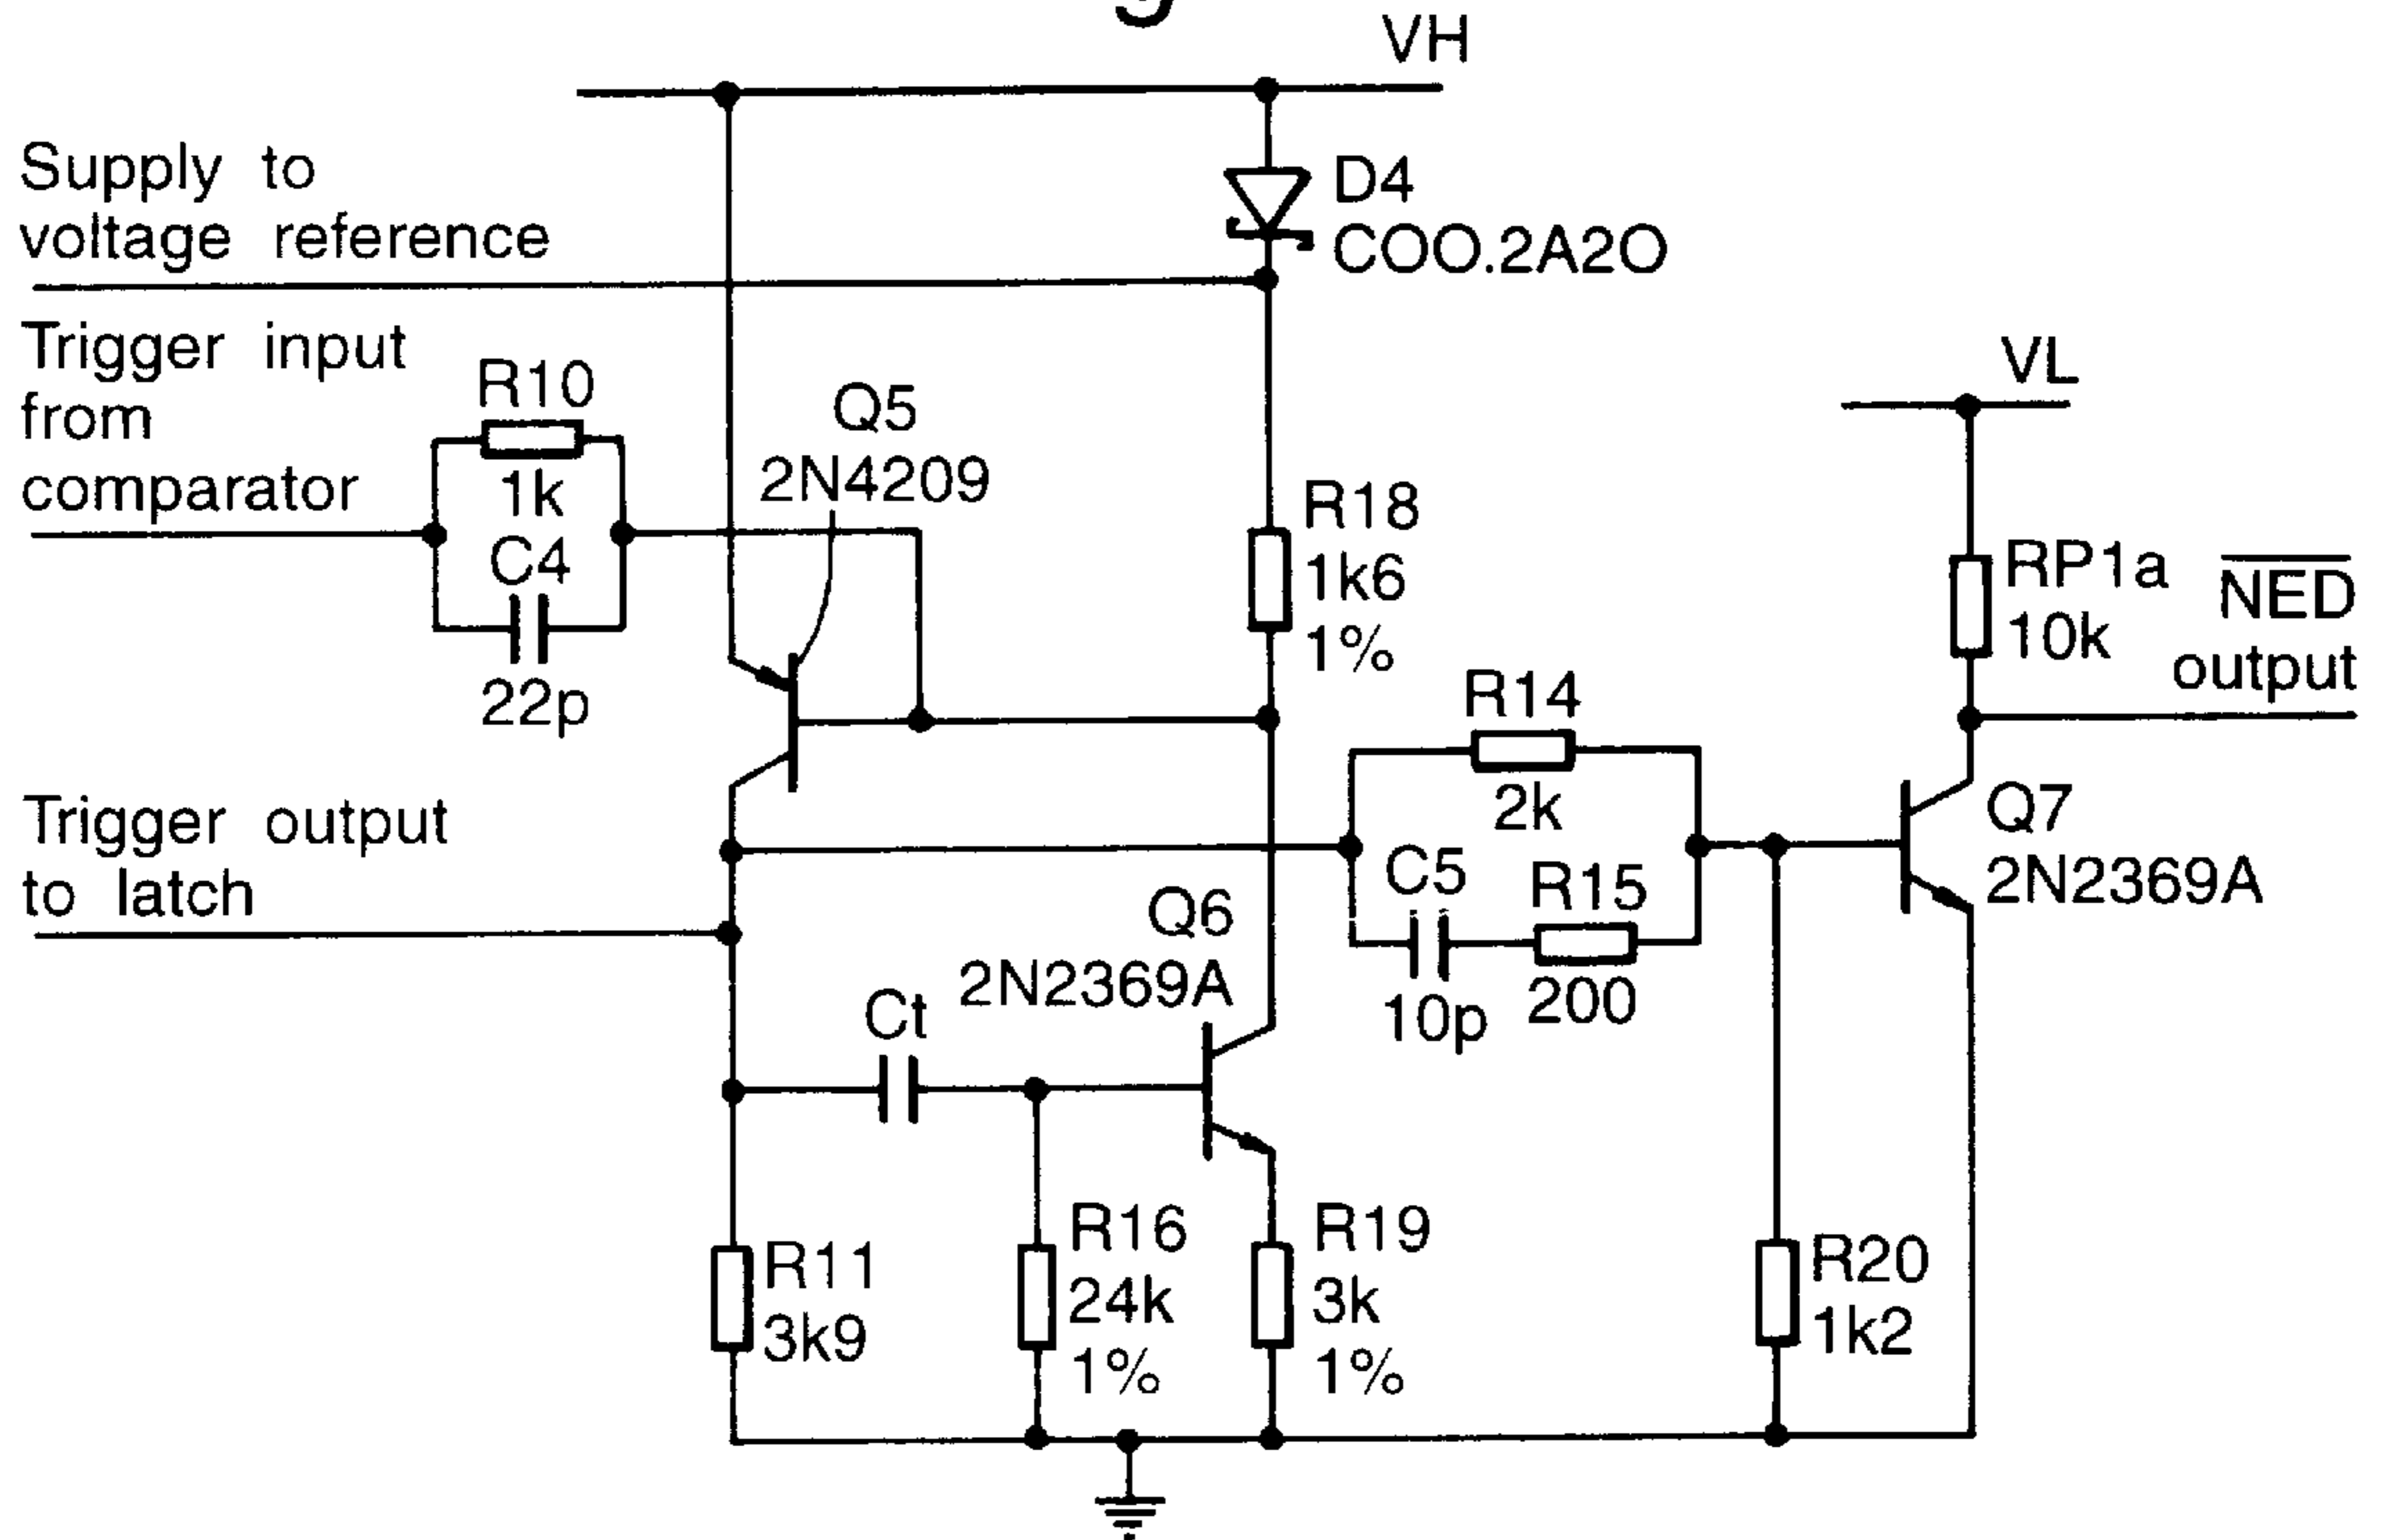 VH
Supply to
voltage reference
D4
COO.2A2O
Trigger input
from
comparator
R10
1k
C4
22p
Q5
2N4209
R18
1k6
1%
VL
RP1a
10k
NED
output
R14
2k
C5
10p
R15
200
Q7
2N2369A
Trigger output
to latch
Q6
2N2369A
Ct
R11
3k9
R16
24k
1%
R19
3k
1%
R20
1k2